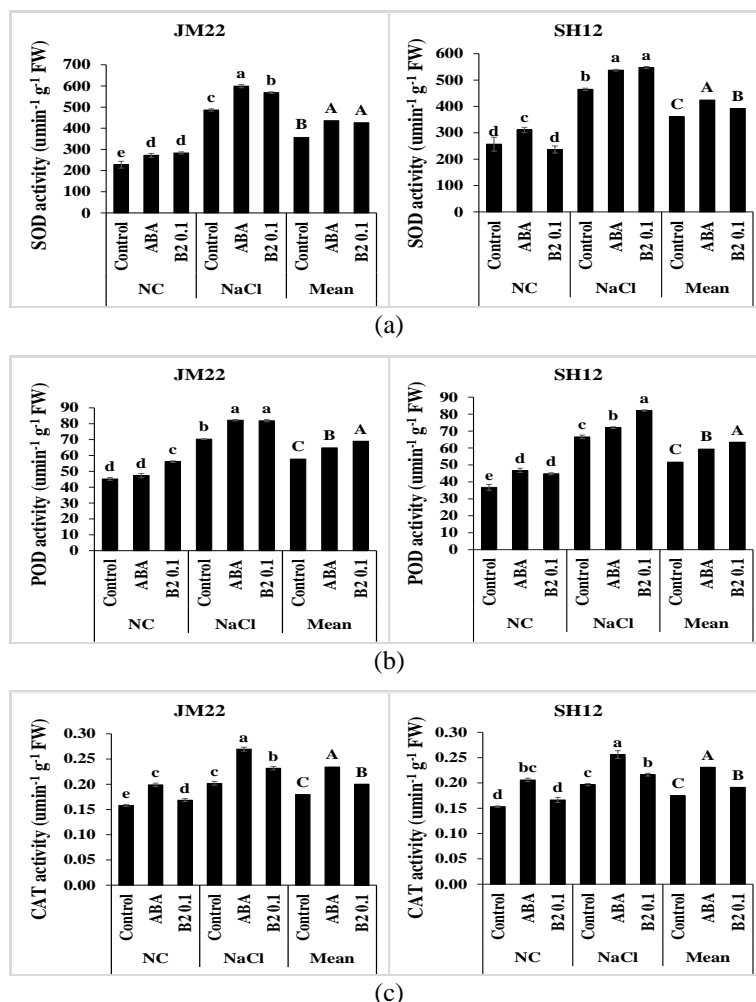 JM22
SOD activity (umin⁻¹ g⁻¹ FW)
700
600
500
400
300
200
100
0
e d d c a b B A A
Control ABA B2 0.1 Control ABA B2 0.1 Control ABA B2 0.1
NC NaCl Mean
SH12
SOD activity (umin⁻¹ g⁻¹ FW)
600
500
400
300
200
100
0
d c d b a a C A B
Control ABA B2 0.1 Control ABA B2 0.1 Control ABA B2 0.1
NC NaCl Mean
(a)
JM22
POD activity (umin⁻¹ g⁻¹ FW)
90
80
70
60
50
40
30
20
10
0
d d c b a a C B A
Control ABA B2 0.1 Control ABA B2 0.1 Control ABA B2 0.1
NC NaCl Mean
SH12
POD activity (umin⁻¹ g⁻¹ FW)
90
80
70
60
50
40
30
20
10
0
e d d c b a C B A
Control ABA B2 0.1 Control ABA B2 0.1 Control ABA B2 0.1
NC NaCl Mean
(b)
JM22
CAT activity (umin⁻¹ g⁻¹ FW)
0.30
0.25
0.20
0.15
0.10
0.05
0.00
e c d c a b C A B
Control ABA B2 0.1 Control ABA B2 0.1 Control ABA B2 0.1
NC NaCl Mean
SH12
CAT activity (umin⁻¹ g⁻¹ FW)
0.30
0.25
0.20
0.15
0.10
0.05
0.00
d bc d c a b C A B
Control ABA B2 0.1 Control ABA B2 0.1 Control ABA B2 0.1
NC NaCl Mean
(c)